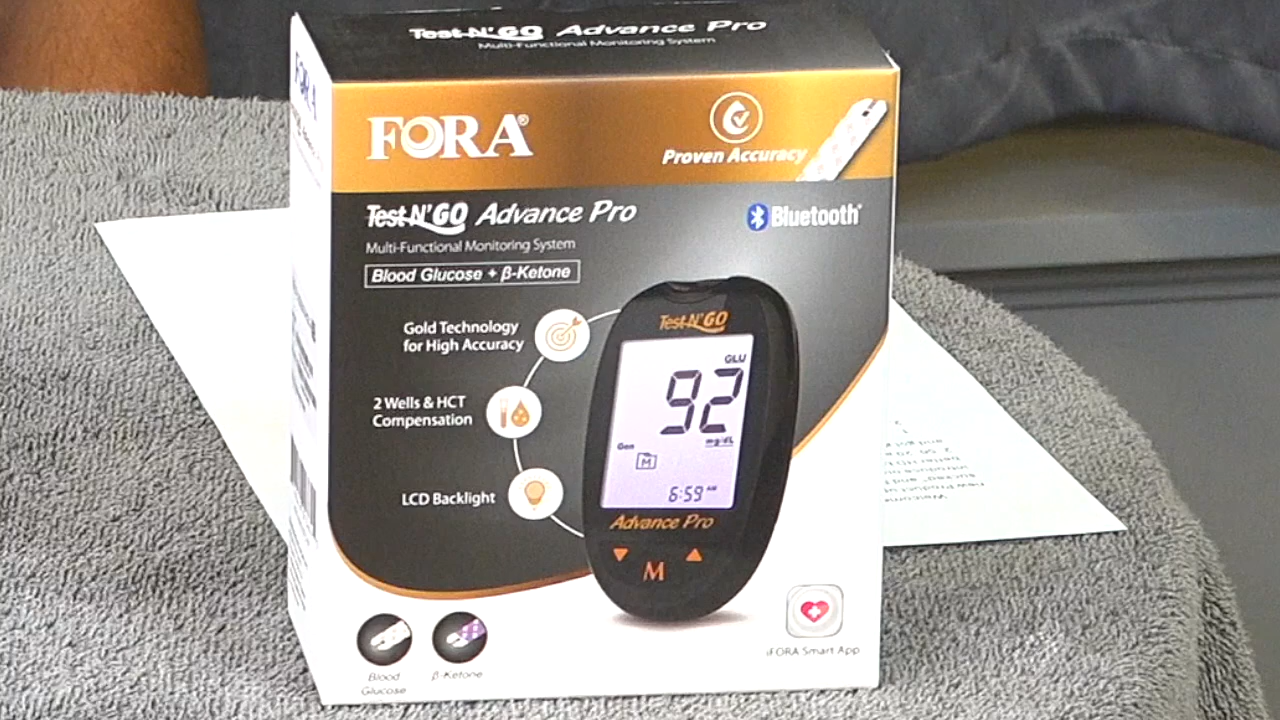 Test N' GO Advance Pro
Multi-Functional Monitoring System
FORA®
Proven Accuracy
Test N' GO Advance Pro
Bluetooth®
Multi-Functional Monitoring System
Blood Glucose + β-Ketone
Gold Technology
for High Accuracy
2 Wells & HCT
Compensation
LCD Backlight
Test N' GO
GLU
92
mg/dL
Gen
M
6:59 AM
Advance Pro
M
Blood
Glucose
β-Ketone
iFORA Smart App